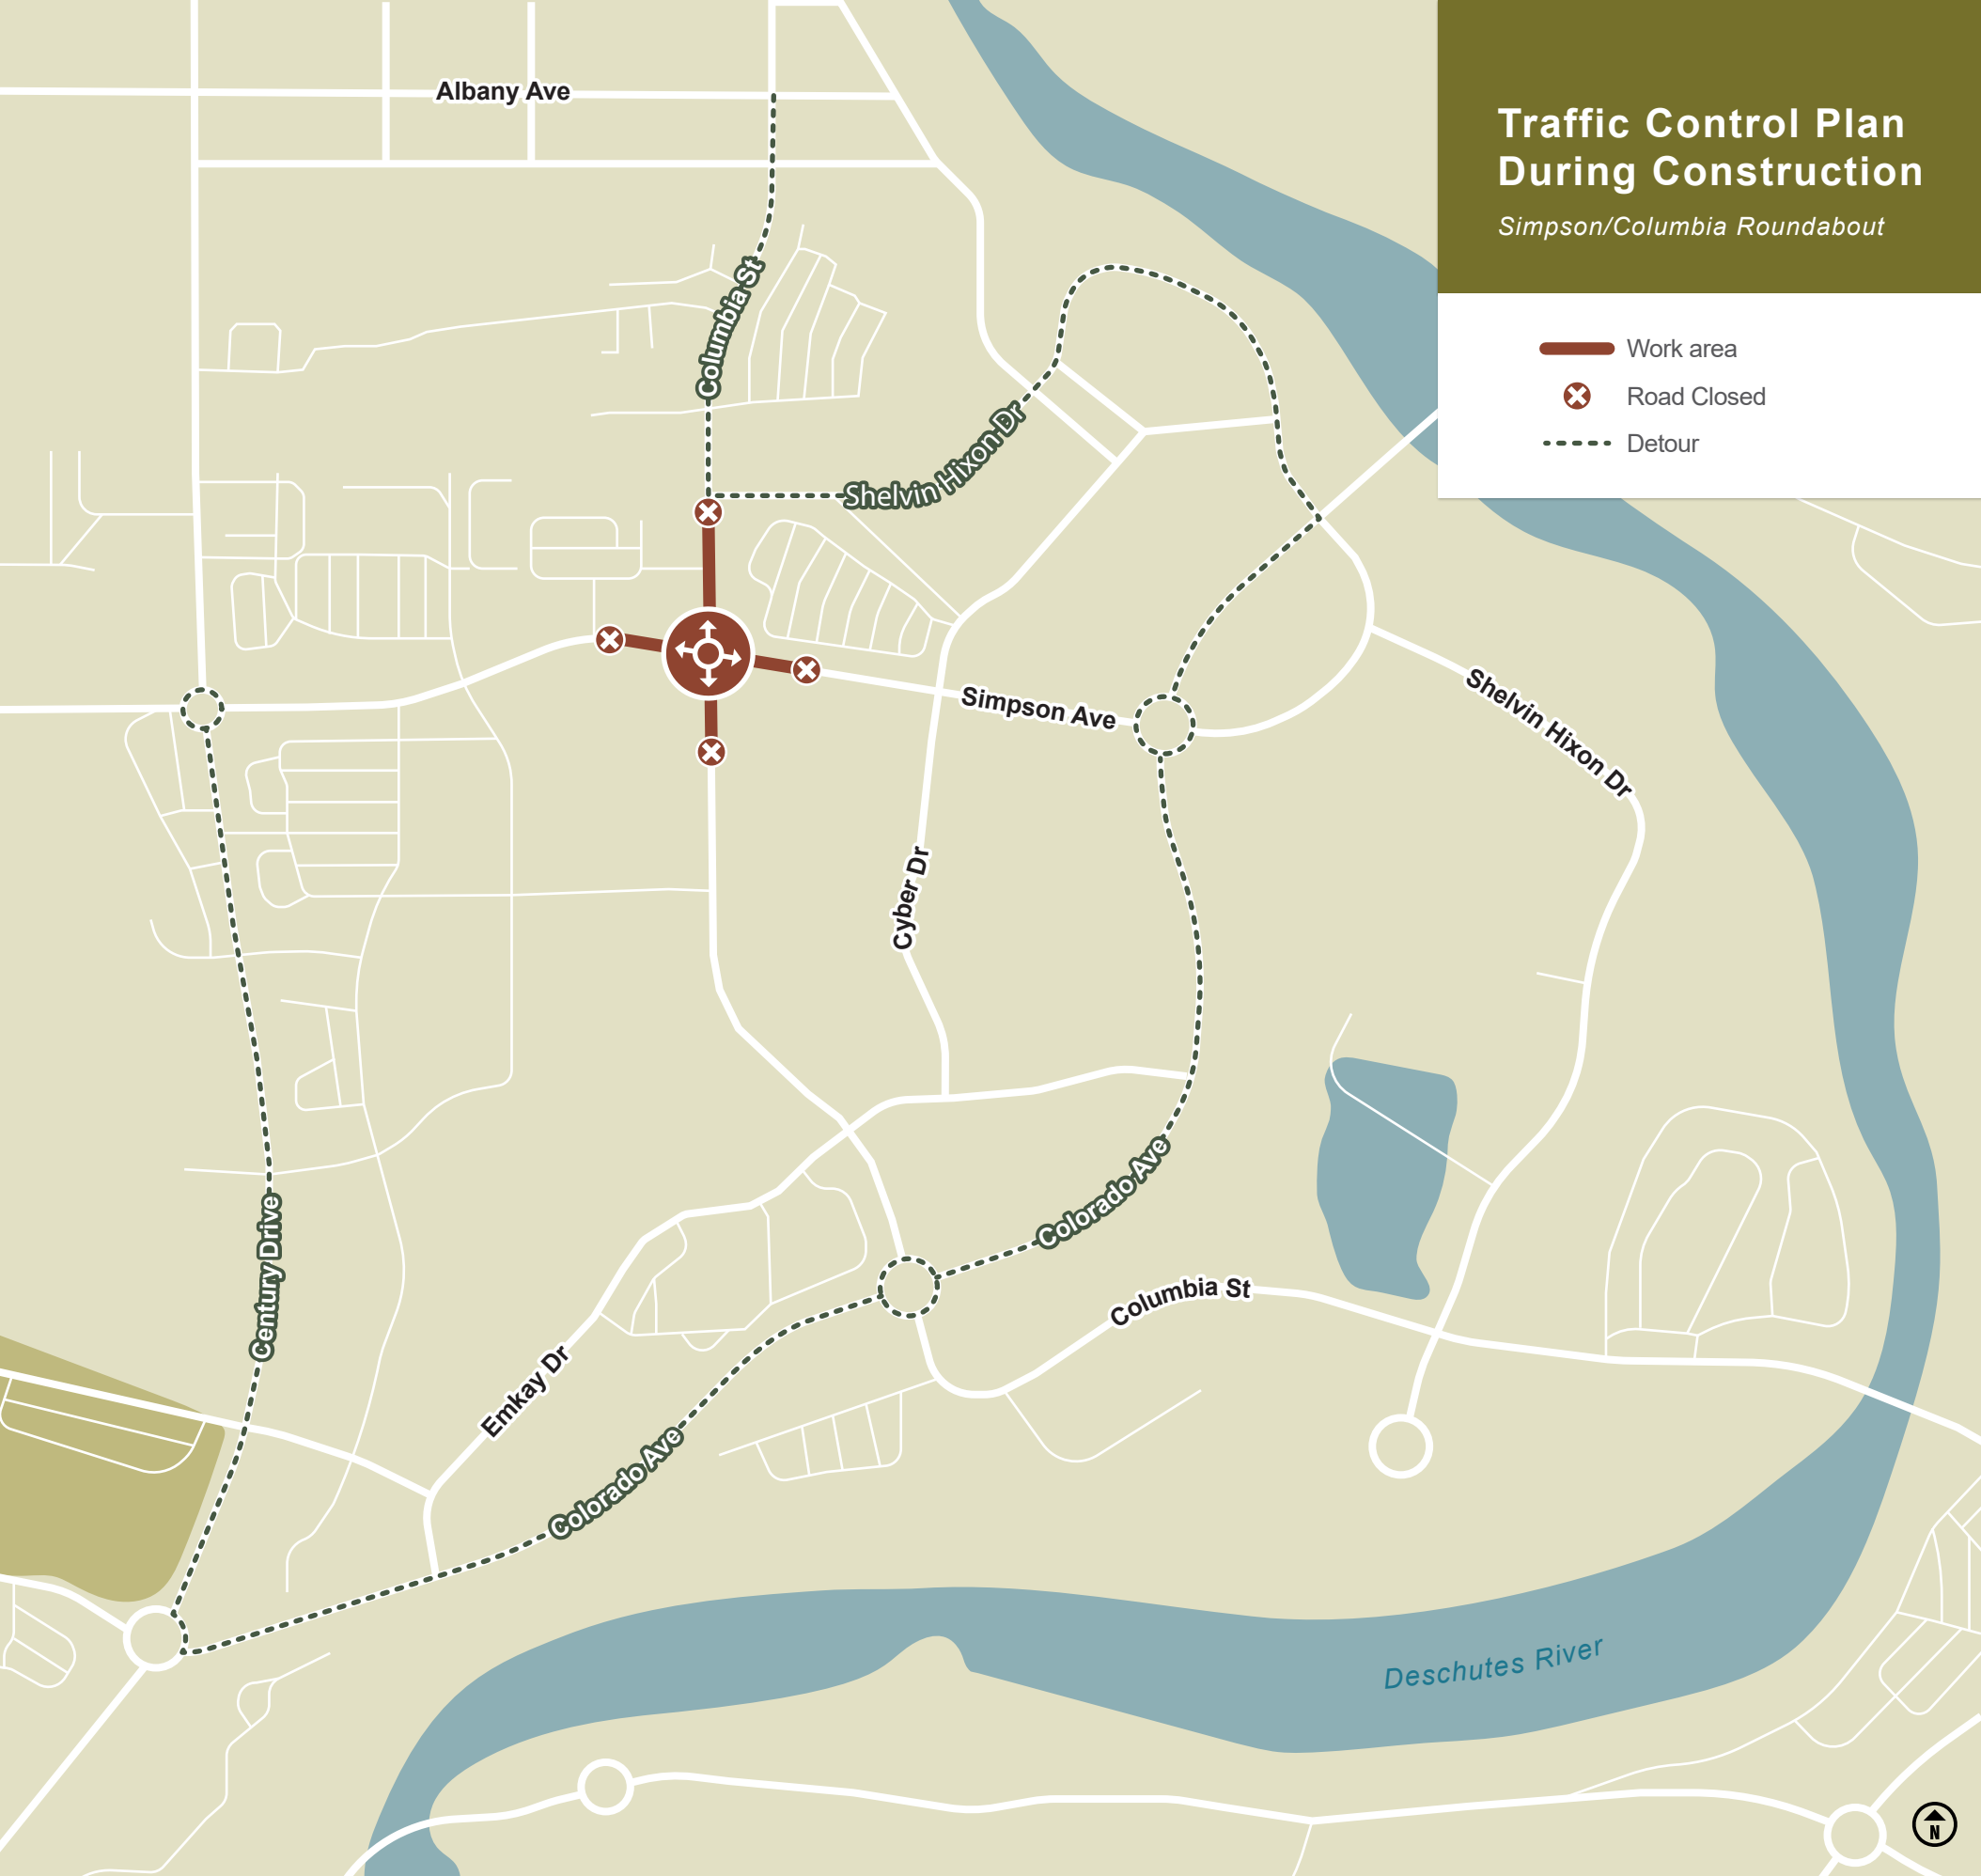 Traffic Control Plan
During Construction
Simpson/Columbia Roundabout
Work area
Road Closed
Detour
Albany Ave
Columbia St
Shelvin Hixon Dr
Simpson Ave
Shelvin Hixon Dr
Cyber Dr
Century Drive
Colorado Ave
Columbia St
Emkay Dr
Colorado Ave
Deschutes River
N